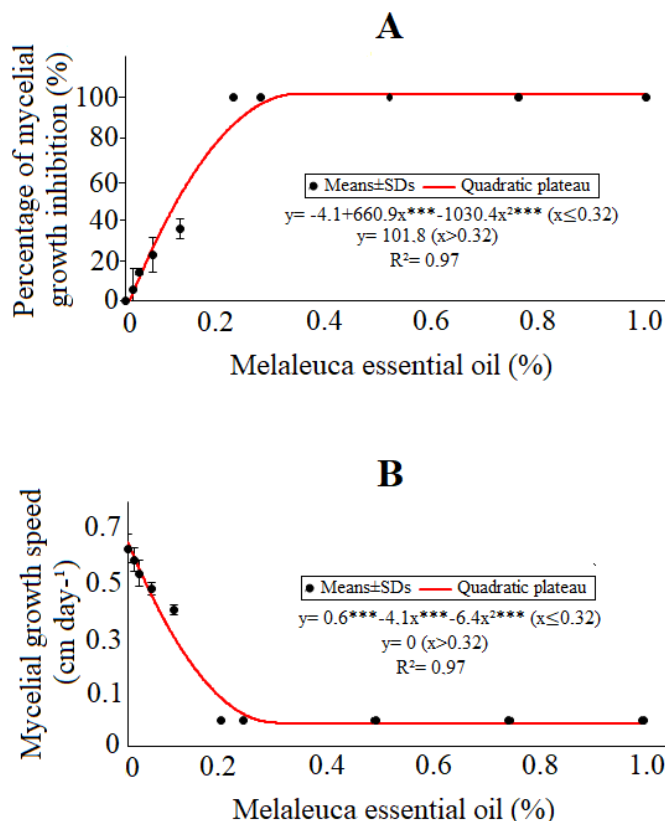 A
Percentage of mycelial
growth inhibition (%)
100
80
60
40
20
0
Means±SDs
Quadratic plateau
y= -4.1+660.9x***-1030.4x²*** (x≤0.32)
y= 101.8 (x>0.32)
R²= 0.97
0 0.2 0.4 0.6 0.8 1.0
Melaleuca essential oil (%)
B
Mycelial growth speed
(cm day-¹)
0.7
0.5
0.3
0.1
0
Means±SDs
Quadratic plateau
y= 0.6***-4.1x***-6.4x²*** (x≤0.32)
y= 0 (x>0.32)
R²= 0.97
0 0.2 0.4 0.6 0.8 1.0
Melaleuca essential oil (%)